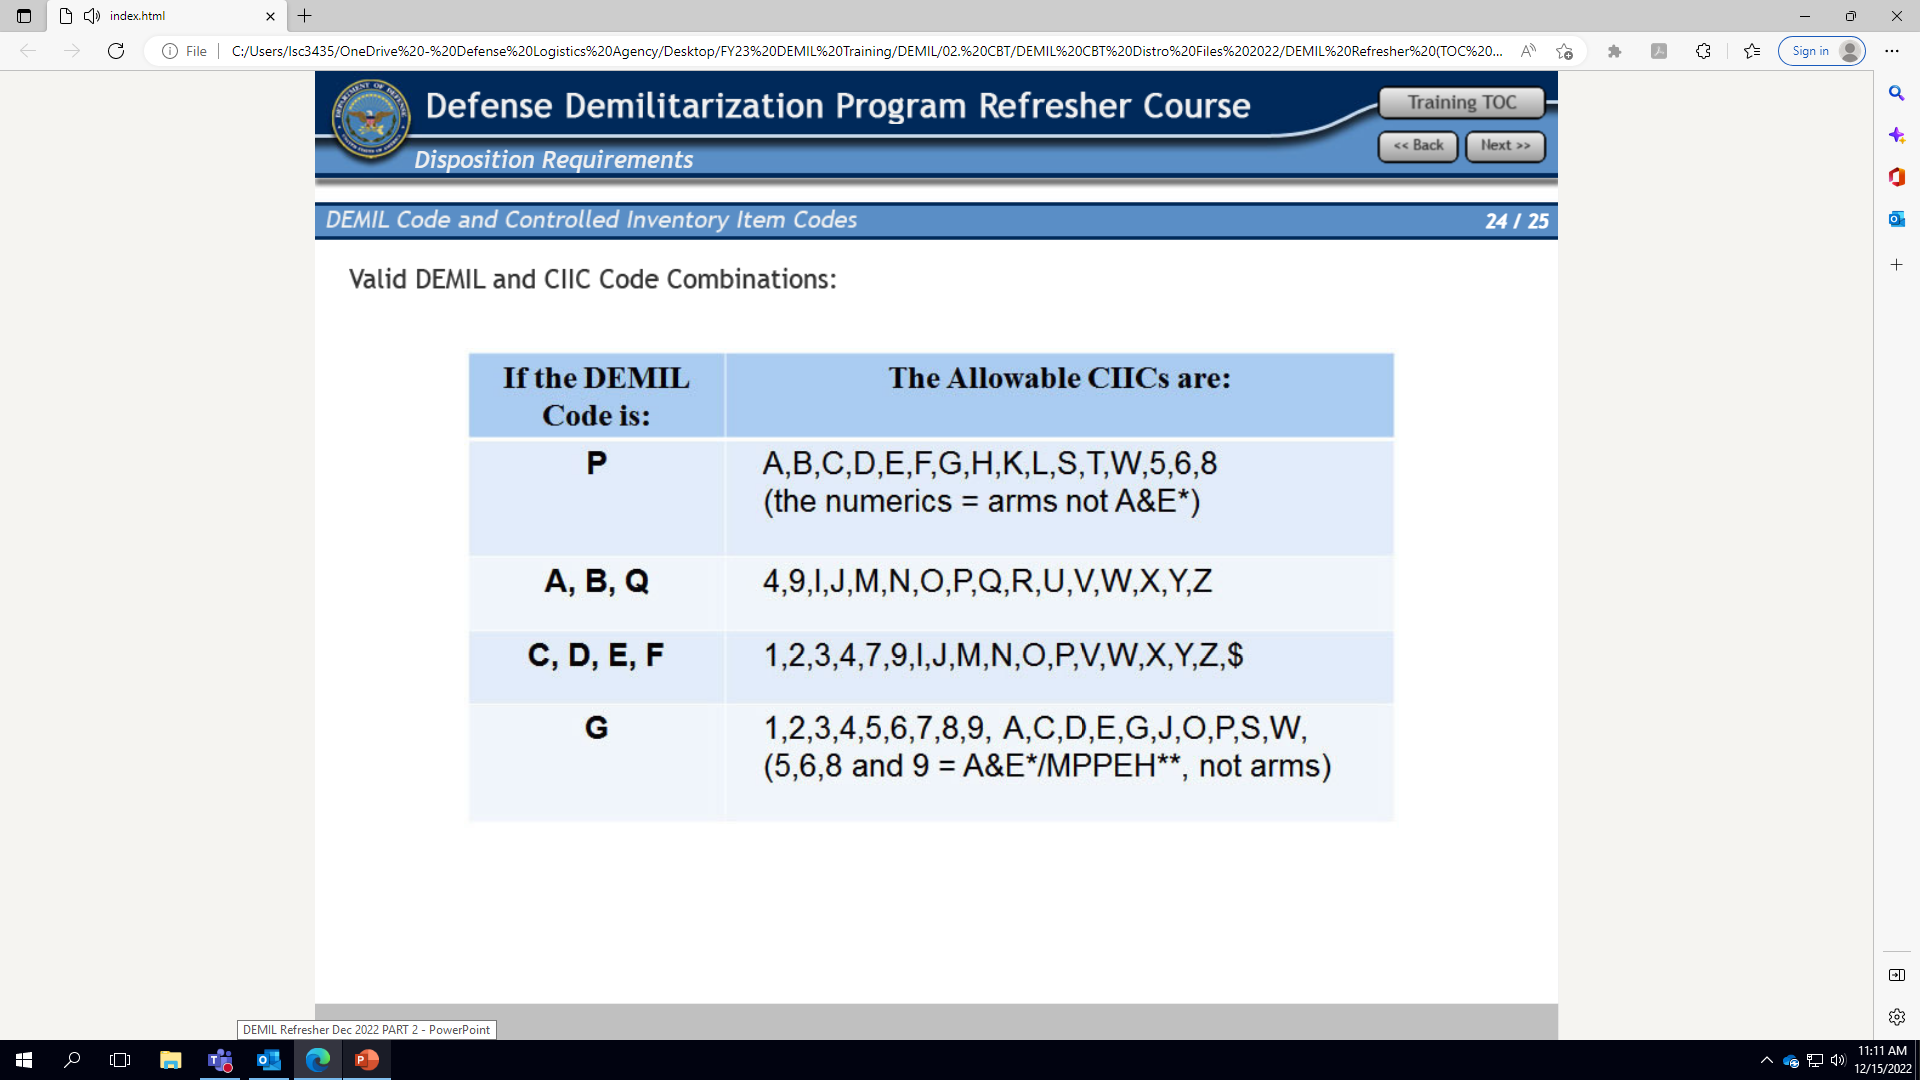 index.html
File
C:/Users/lsc3435/OneDrive%20-%20Defense%20Logistics%20Agency/Desktop/FY23%20DEMIL%20Training/DEMIL/02.%20CBT/DEMIL%20CBT%20Distro%20Files%202022/DEMIL%20Refresher%20(TOC%20...
Sign in
Defense Demilitarization Program Refresher Course
Training TOC
<< Back
Next >>
Disposition Requirements
DEMIL Code and Controlled Inventory Item Codes
24 / 25
Valid DEMIL and CIIC Code Combinations:
If the DEMIL
Code is:
The Allowable CIICs are:
P
A,B,C,D,E,F,G,H,K,L,S,T,W,5,6,8
(the numerics = arms not A&E*)
A, B, Q
4,9,I,J,M,N,O,P,Q,R,U,V,W,X,Y,Z
C, D, E, F
1,2,3,4,7,9,I,J,M,N,O,P,V,W,X,Y,Z,$
G
1,2,3,4,5,6,7,8,9, A,C,D,E,G,J,O,P,S,W,
(5,6,8 and 9 = A&E*/MPPEH**, not arms)
DEMIL Refresher Dec 2022 PART 2 - PowerPoint
11:11 AM
12/15/2022